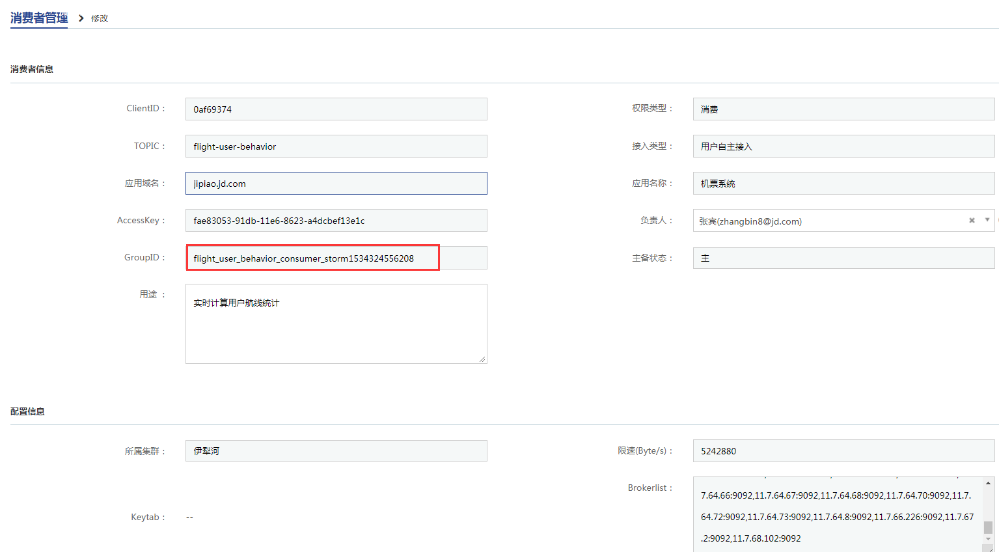 消费者管理 > 修改
消费者信息
ClientID： 0af69374 权限类型： 消费
TOPIC： flight-user-behavior 接入类型： 用户自主接入
应用域名： jipiao.jd.com 应用名称： 机票系统
AccessKey： fae83053-91db-11e6-8623-a4dcbef13e1c 负责人： 张宾(zhangbin8@jd.com)
GroupID： flight_user_behavior_consumer_storm1534324556208 主备状态： 主
用途 ： 实时计算用户航线统计
配置信息
所属集群： 伊犁河 限速(Byte/s)： 5242880
Brokerlist：
7.64.66:9092,11.7.64.67:9092,11.7.64.68:9092,11.7.64.70:9092,11.7.
Keytab： -- 64.72:9092,11.7.64.73:9092,11.7.64.8:9092,11.7.66.226:9092,11.7.67
.2:9092,11.7.68.102:9092